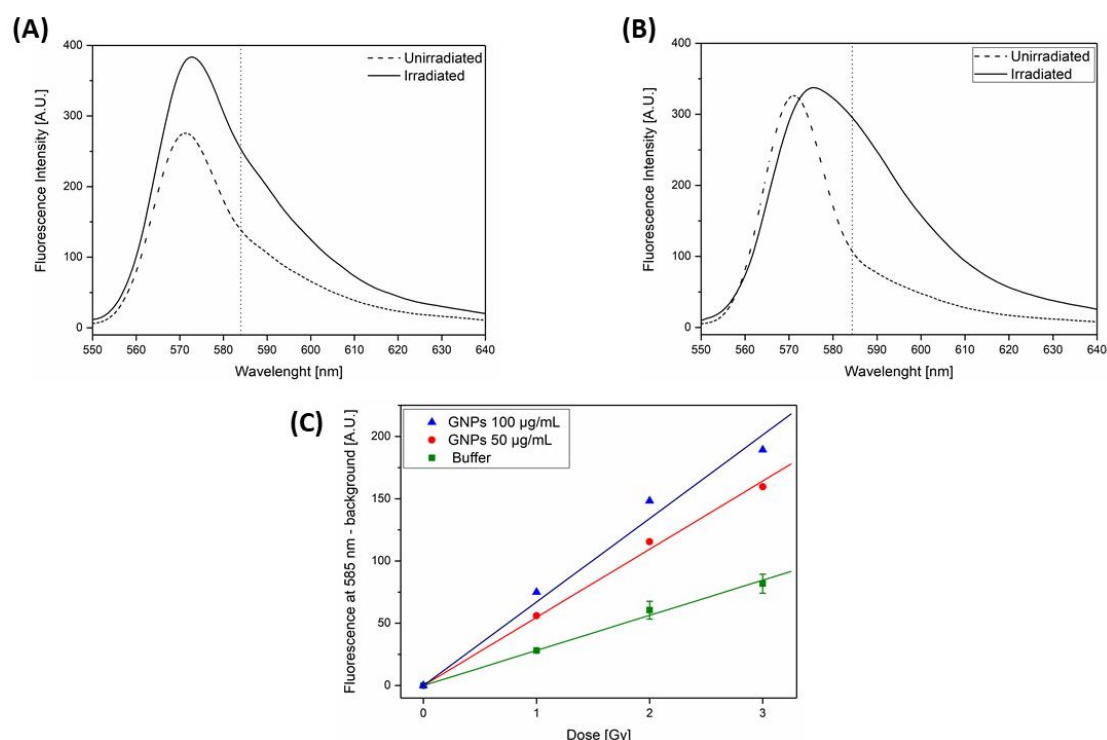 (A)
Fluorescence Intensity [A.U.]
400
300
200
100
0
Unirradiated
Irradiated
550 560 570 580 590 600 610 620 630 640
Wavelenght [nm]
(B)
Fluorescence Intensity [A.U.]
400
300
200
100
0
Unirradiated
Irradiated
550 560 570 580 590 600 610 620 630 640
Wavelenght [nm]
(C)
Fluorescence at 585 nm - background [A.U.]
200
150
100
50
0
GNPs 100 µg/mL
GNPs 50 µg/mL
Buffer
0 1 2 3
Dose [Gy]